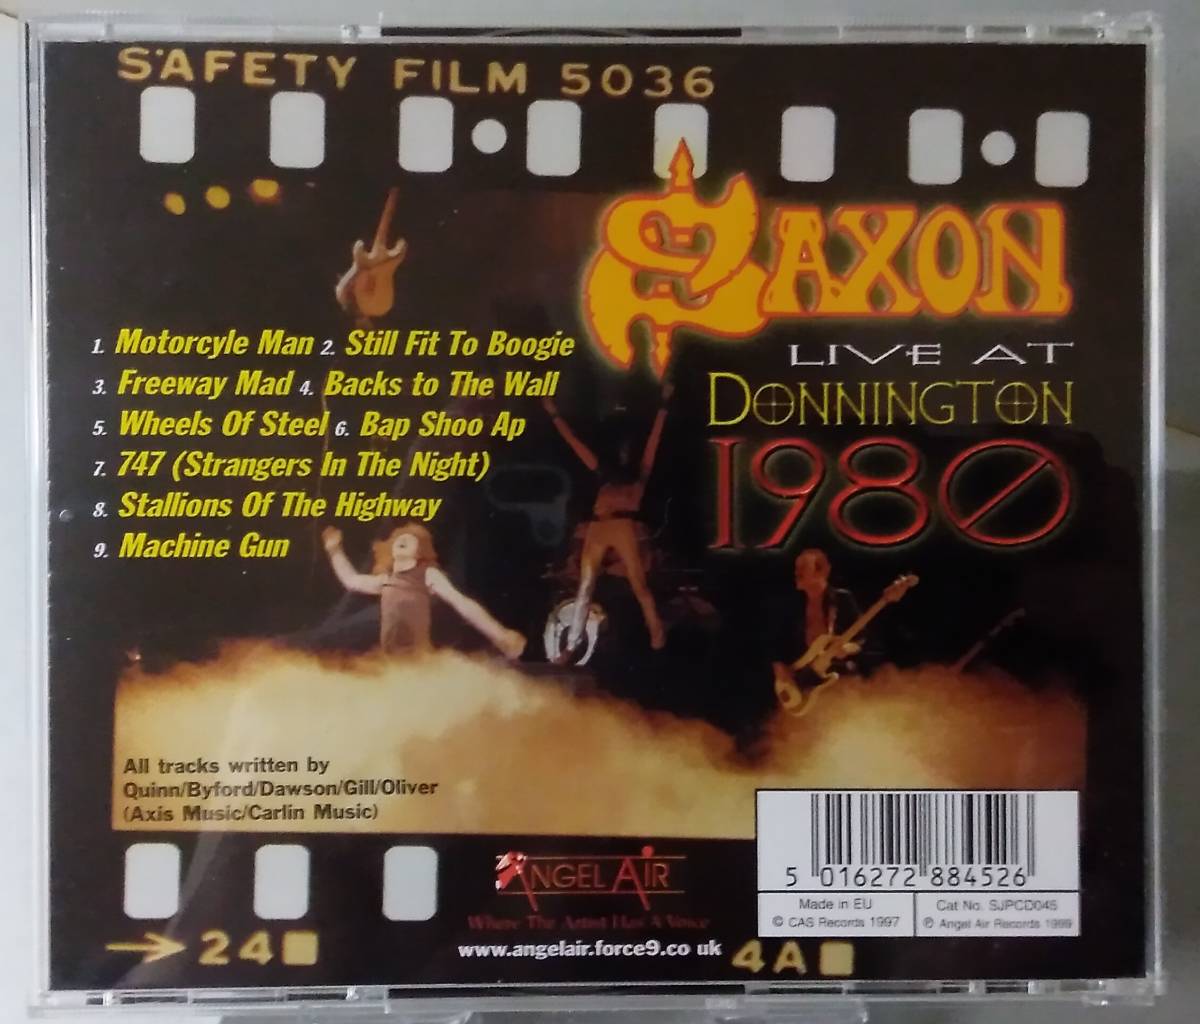 SAFETY FILM 5036
SAXON
LIVE AT
DONNINGTON
1980
1. Motorcyle Man 2. Still Fit To Boogie
3. Freeway Mad 4. Backs to The Wall
5. Wheels Of Steel 6. Bap Shoo Ap
7. 747 (Strangers In The Night)
8. Stallions Of The Highway
9. Machine Gun
All tracks written by
Quinn/Byford/Dawson/Gill/Oliver
(Axis Music/Carlin Music)
ANGEL AIR
Where The Artist Has A Voice
www.angelair.force9.co uk
5 016272 884526
Made in EU
© CAS Records 1997
Cat No. SJPCD045
℗ Angel Air Records 1999
24
4A